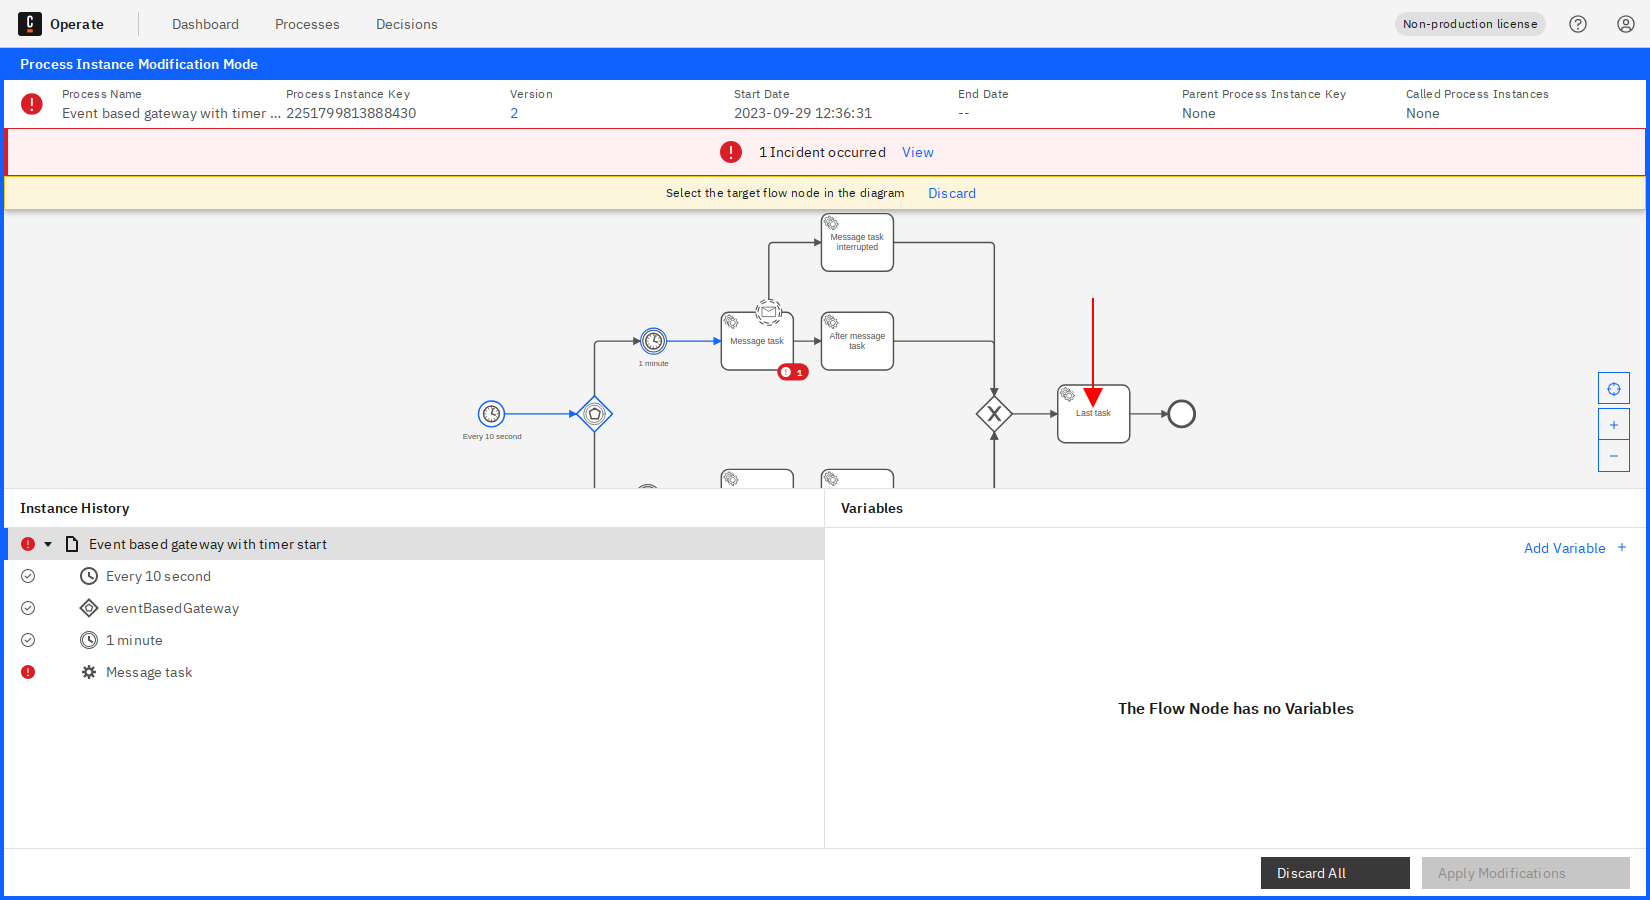 C Operate Dashboard Processes Decisions Non-production license
Process Instance Modification Mode
Process Name Process Instance Key Version Start Date End Date Parent Process Instance Key Called Process Instances
Event based gateway with timer ... 2251799813888430 2 2023-09-29 12:36:31 -- None None
1 Incident occurred View
Select the target flow node in the diagram Discard
Message task
interrupted
Message task
After message
task
1 minute
1
Every 10 second
Last task
Instance History
Event based gateway with timer start
Every 10 second
eventBasedGateway
1 minute
Message task
Variables
Add Variable +
The Flow Node has no Variables
Discard All Apply Modifications